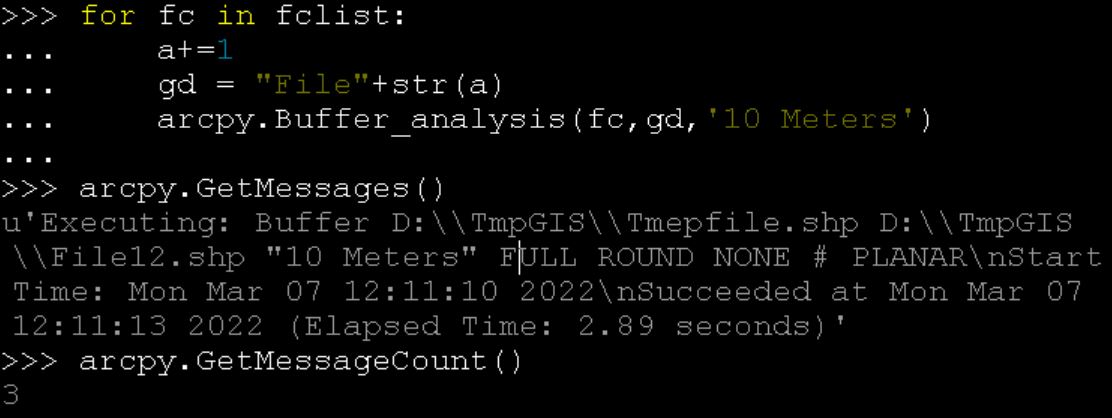 >>> for fc in fclist:
...     a+=1
...     gd = "File"+str(a)
...     arcpy.Buffer_analysis(fc,gd,'10 Meters')
...
>>> arcpy.GetMessages()
u'Executing: Buffer D:\\TmpGIS\\Tmepfile.shp D:\\TmpGIS
\\File12.shp "10 Meters" FULL ROUND NONE # PLANAR\nStart
Time: Mon Mar 07 12:11:10 2022\nSucceeded at Mon Mar 07
12:11:13 2022 (Elapsed Time: 2.89 seconds)'
>>> arcpy.GetMessageCount()
3